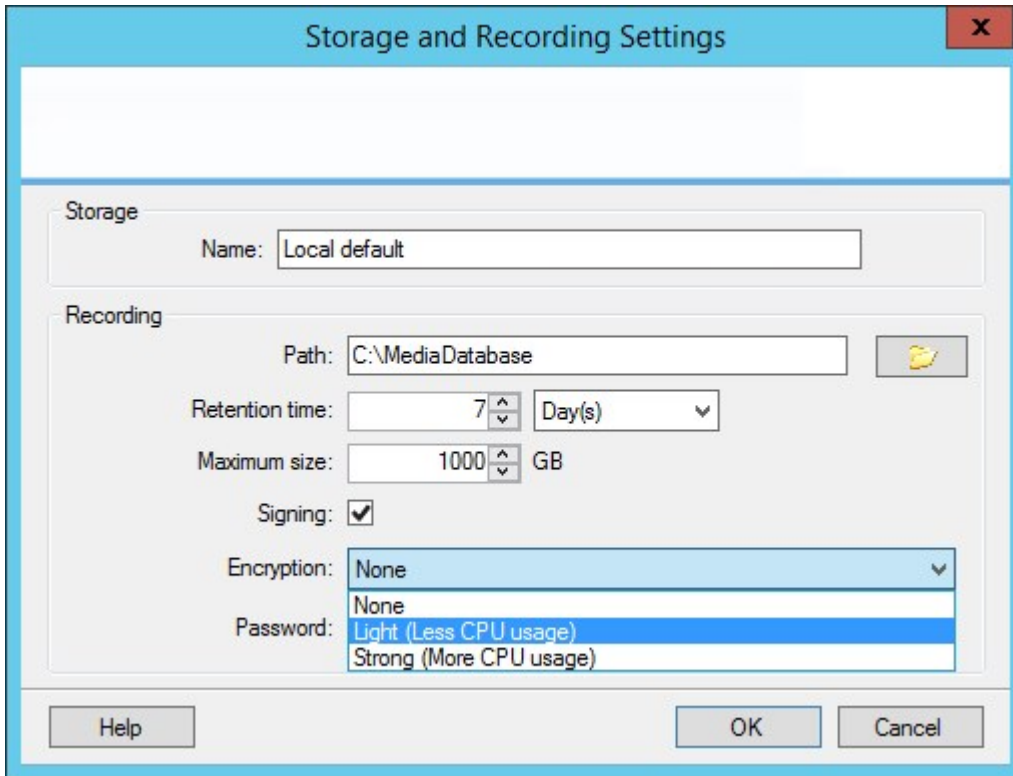 Storage and Recording Settings
x
Storage
Name: Local default
Recording
Path: C:\MediaDatabase
Retention time: 7 Day(s)
Maximum size: 1000 GB
Signing:
Encryption: None
None
Password: Light (Less CPU usage)
Strong (More CPU usage)
Help OK Cancel